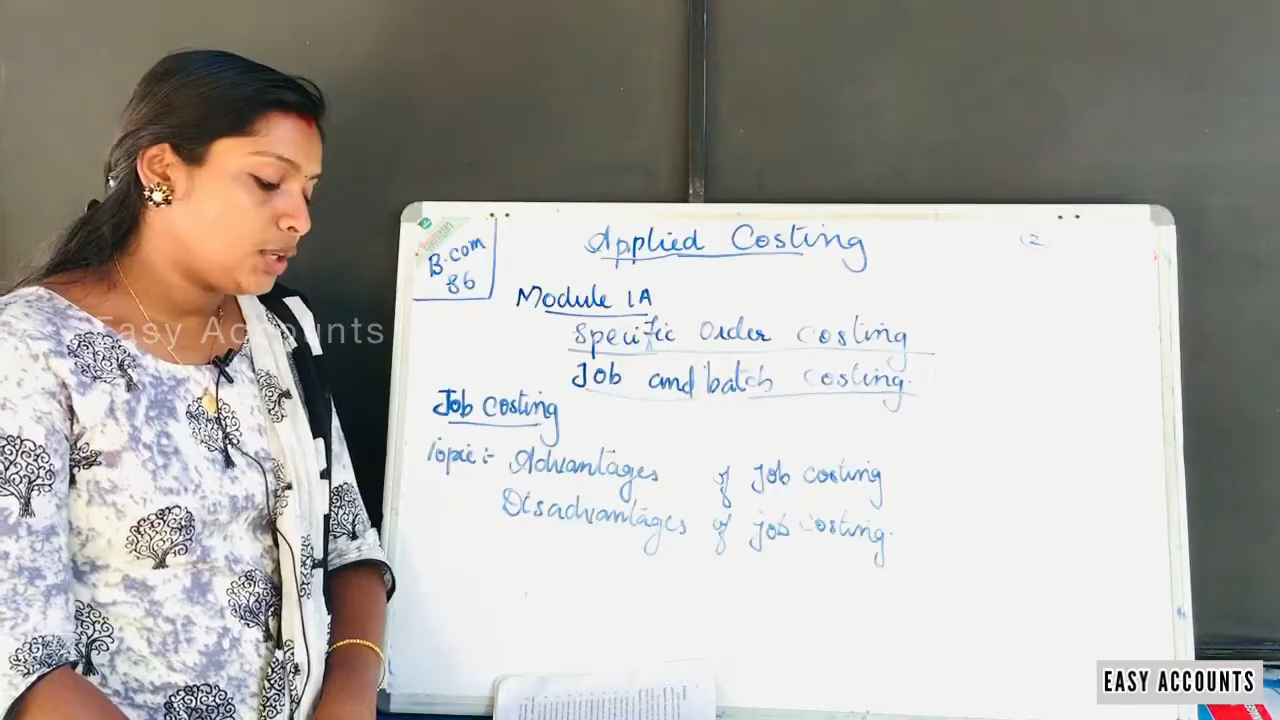 B.com
86
Applied Costing
(2
Module 1A
Specific Order Costing
Job and batch costing.
Job Costing
Topic:- Advantages of Job costing
Disadvantages of job costing.
Easy Accounts
EASY ACCOUNTS